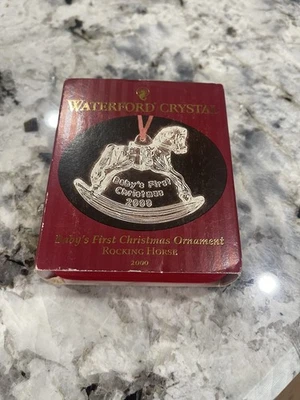 WATERFORD CRYSTAL
Baby's First
Christmas
2000
Baby's First Christmas Ornament
ROCKING HORSE
2000